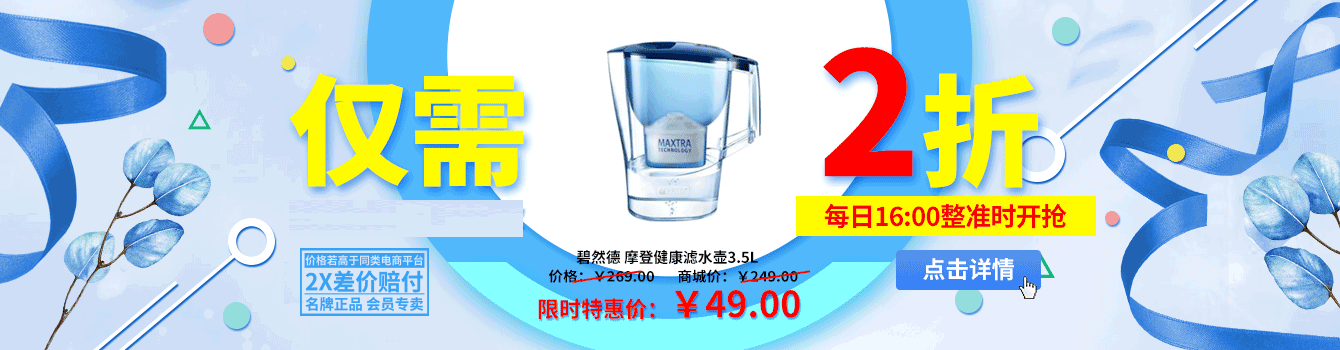 仅需
2折
MAXTRA
TECHNOLOGY
每日16:00整准时开抢
价格若高于同类电商平台
2X差价赔付
名牌正品 会员专卖
碧然德 摩登健康滤水壶3.5L
价格：￥269.00 商城价：￥249.00
限时特惠价：￥49.00
点击详情